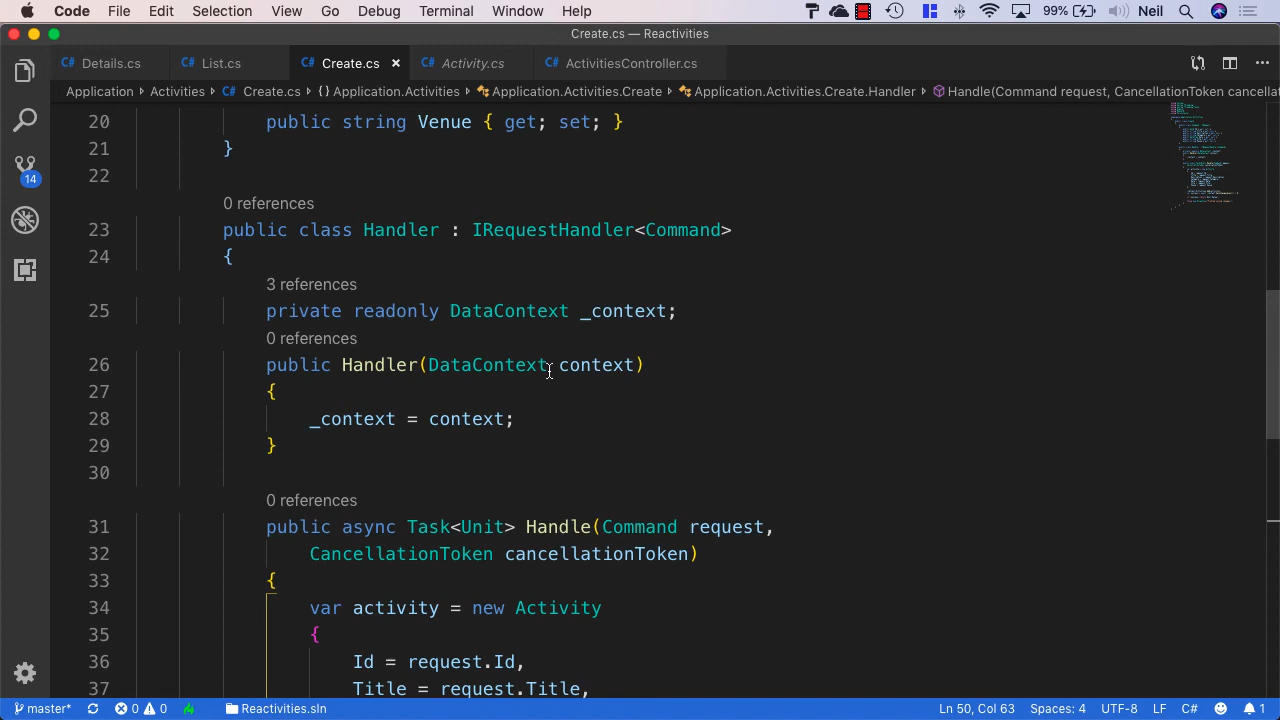 Code File Edit Selection View Go Debug Terminal Window Help 99% Neil
Create.cs — Reactivities
Details.cs List.cs Create.cs Activity.cs ActivitiesController.cs
Application Activities Create.cs { } Application.Activities Application.Activities.Create Application.Activities.Create.Handler Handle(Command request, CancellationToken cancellat
20 public string Venue { get; set; }
21 }
22
0 references
23 public class Handler : IRequestHandler<Command>
24 {
3 references
25 private readonly DataContext _context;
0 references
26 public Handler(DataContext context)
27 {
28 _context = context;
29 }
30
0 references
31 public async Task<Unit> Handle(Command request,
32 CancellationToken cancellationToken)
33 {
34 var activity = new Activity
35 {
36 Id = request.Id,
37 Title = request.Title,
14
master* 0 0 Reactivities.sln Ln 50, Col 63 Spaces: 4 UTF-8 LF C# 1